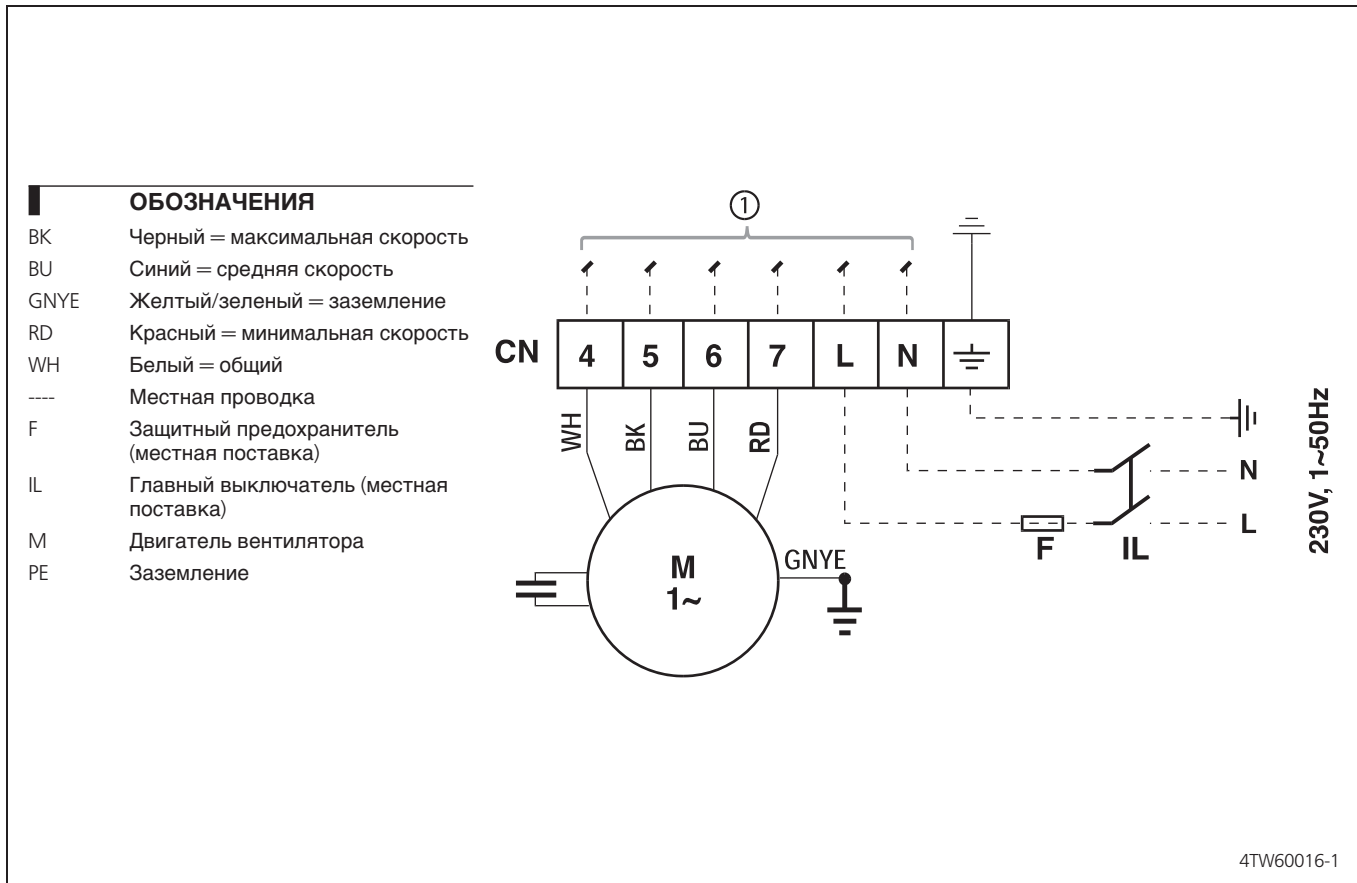 ОБОЗНАЧЕНИЯ
BK Черный = максимальная скорость
BU Синий = средняя скорость
GNYE Желтый/зеленый = заземление
RD Красный = минимальная скорость
WH Белый = общий
---- Местная проводка
F Защитный предохранитель
(местная поставка)
IL Главный выключатель (местная
поставка)
M Двигатель вентилятора
PE Заземление
1
CN 4 5 6 7 L N
WH BK BU RD
N
L
F IL
230V, 1~50Hz
M
1~
GNYE
4TW60016-1